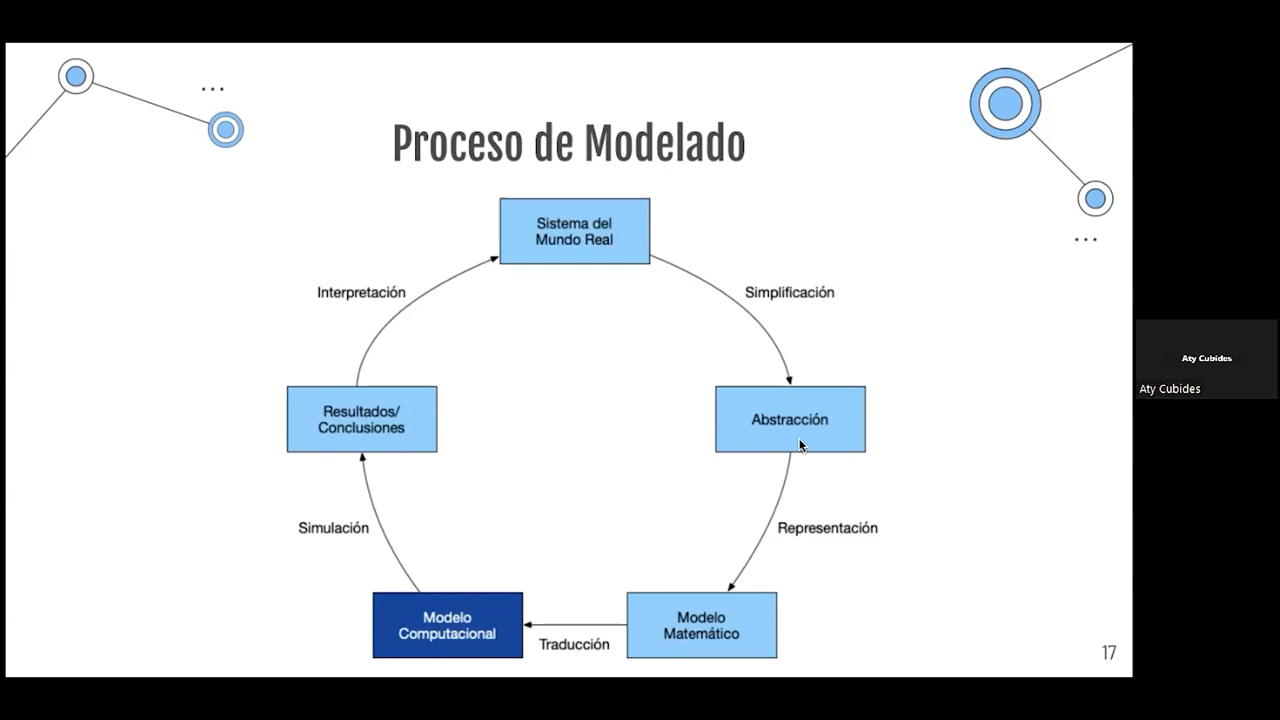 Proceso de Modelado
Sistema del
Mundo Real
Interpretación
Simplificación
Resultados/
Conclusiones
Abstracción
Simulación
Representación
Modelo
Computacional
Traducción
Modelo
Matemático
17
Aty Cubides
Aty Cubides